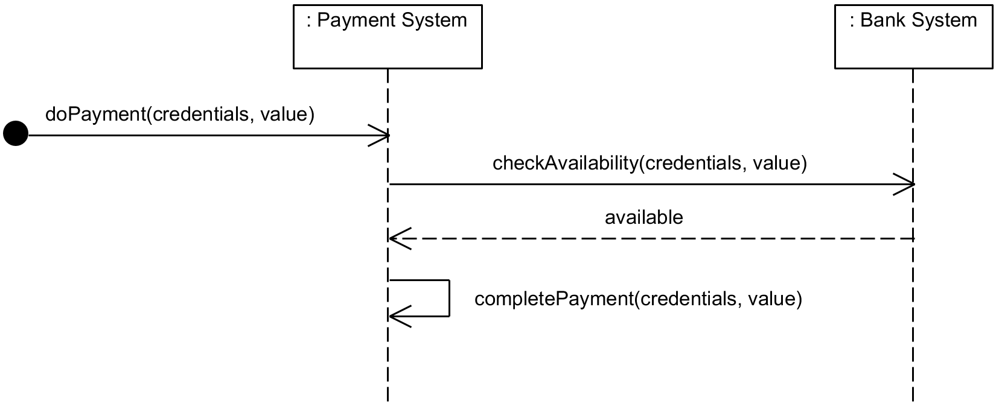 : Payment System
: Bank System
doPayment(credentials, value)
checkAvailability(credentials, value)
available
completePayment(credentials, value)